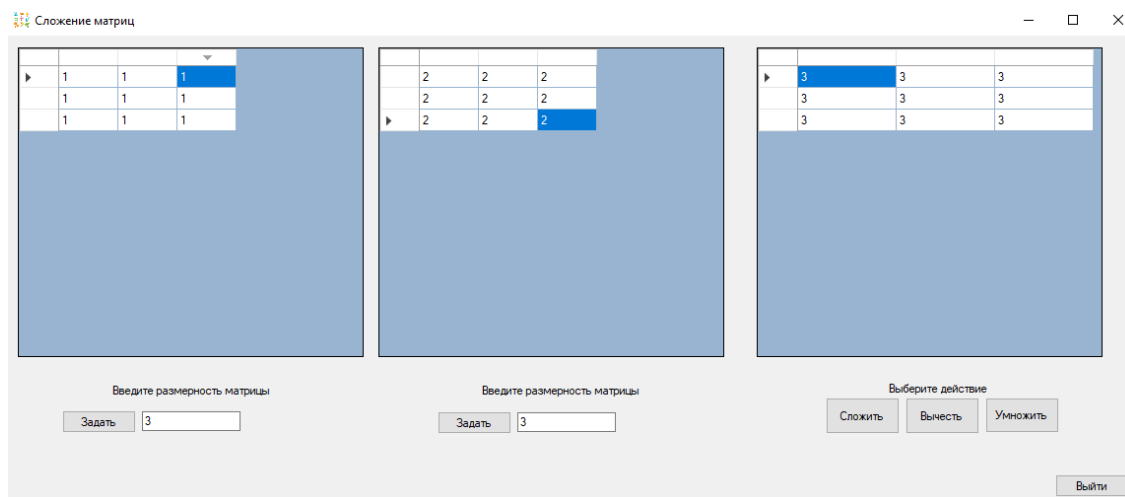 Сложение матриц
1 1 1
1 1 1
1 1 1
2 2 2
2 2 2
2 2 2
3 3 3
3 3 3
3 3 3
Введите размерность матрицы
Задать 3
Введите размерность матрицы
Задать 3
Выберите действие
Сложить Вычесть Умножить
Выйти